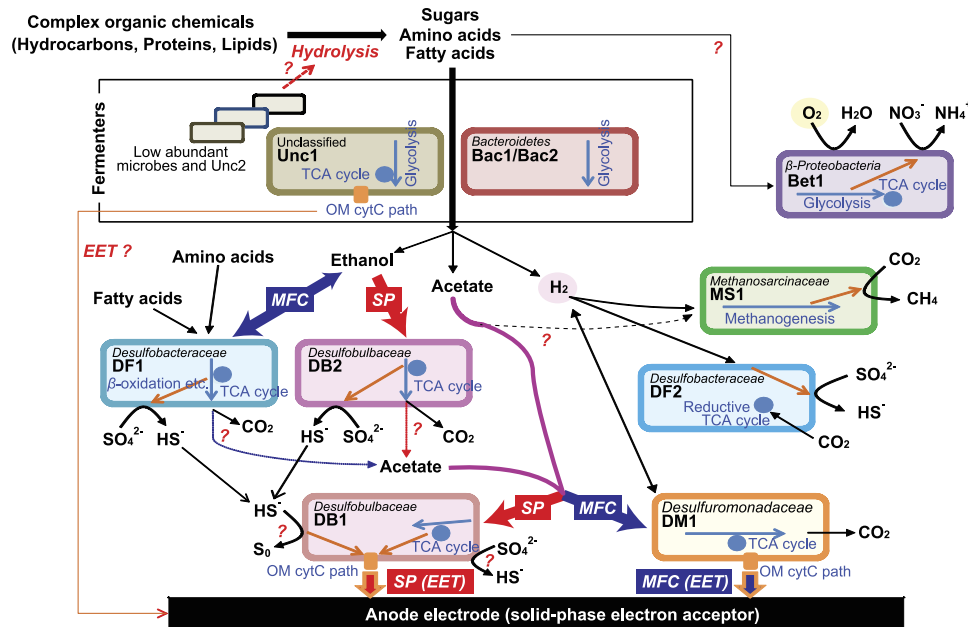 Complex organic chemicals
(Hydrocarbons, Proteins, Lipids)
Hydrolysis
?
Sugars
Amino acids
Fatty acids
?
Fermenters
Low abundant
microbes and Unc2
Unclassified
Unc1
TCA cycle
Glycolysis
OM cytC path
Bacteroidetes
Bac1/Bac2
Glycolysis
O₂
H₂O
NO₃⁻
NH₄⁺
β-Proteobacteria
Bet1
TCA cycle
Glycolysis
EET ?
Amino acids
Fatty acids
Ethanol
MFC
SP
Acetate
H₂
?
Methanosarcinaceae
MS1
Methanogenesis
CO₂
CH₄
Desulfobacteraceae
DF1
β-oxidation etc.
TCA cycle
SO₄²⁻
HS⁻
?
CO₂
Desulfobulbaceae
DB2
TCA cycle
HS⁻
SO₄²⁻
?
CO₂
Acetate
Desulfobacteraceae
DF2
Reductive
TCA cycle
SO₄²⁻
HS⁻
CO₂
HS⁻
?
S₀
Desulfobulbaceae
DB1
TCA cycle
OM cytC path
SP
MFC
SO₄²⁻
?
HS⁻
Desulfuromonadaceae
DM1
TCA cycle
CO₂
OM cytC path
SP (EET)
MFC (EET)
Anode electrode (solid-phase electron acceptor)